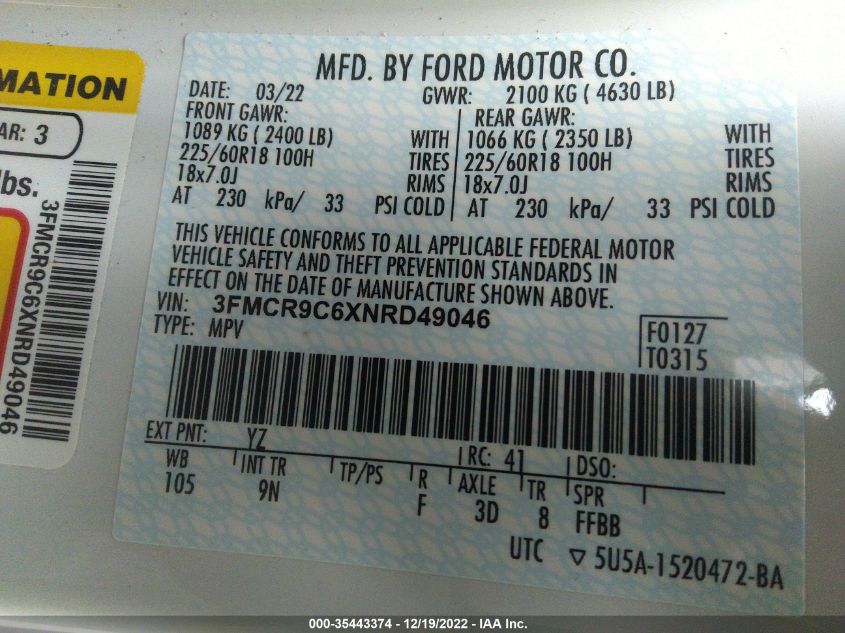 MATION
AR: 3
lbs.
3FMCR9C6XNRD49046
MFD. BY FORD MOTOR CO.
DATE: 03/22 GVWR: 2100 KG ( 4630 LB)
FRONT GAWR: REAR GAWR:
1089 KG ( 2400 LB) WITH 1066 KG ( 2350 LB) WITH
225/60R18 100H TIRES 225/60R18 100H TIRES
18x7.0J RIMS 18x7.0J RIMS
AT 230 kPa/ 33 PSI COLD AT 230 kPa/ 33 PSI COLD
THIS VEHICLE CONFORMS TO ALL APPLICABLE FEDERAL MOTOR
VEHICLE SAFETY AND THEFT PREVENTION STANDARDS IN
EFFECT ON THE DATE OF MANUFACTURE SHOWN ABOVE.
VIN: 3FMCR9C6XNRD49046
TYPE: MPV
F0127
T0315
EXT PNT: YZ RC: 41 DSO:
WB INT TR TP/PS R AXLE TR SPR
105 9N F 3D 8 FFBB
UTC ▽ 5U5A-1520472-BA
000-35443374 - 12/19/2022 - IAA Inc.